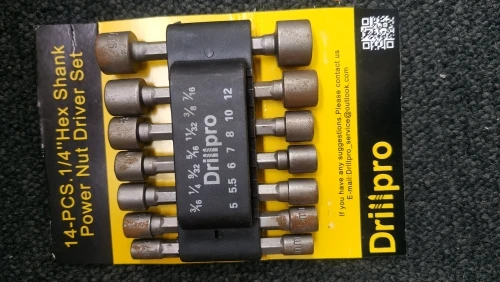 14-PCS. 1/4"Hex Shank
Power Nut Driver Set
3/16 1/4 9/32 5/16 11/32 3/8 7/16
Drillpro
5 5.5 6 7 8 10 12
If you have any suggestions,Please contact us
E-mail:Drillpro_service@outlook.com
Drillpro